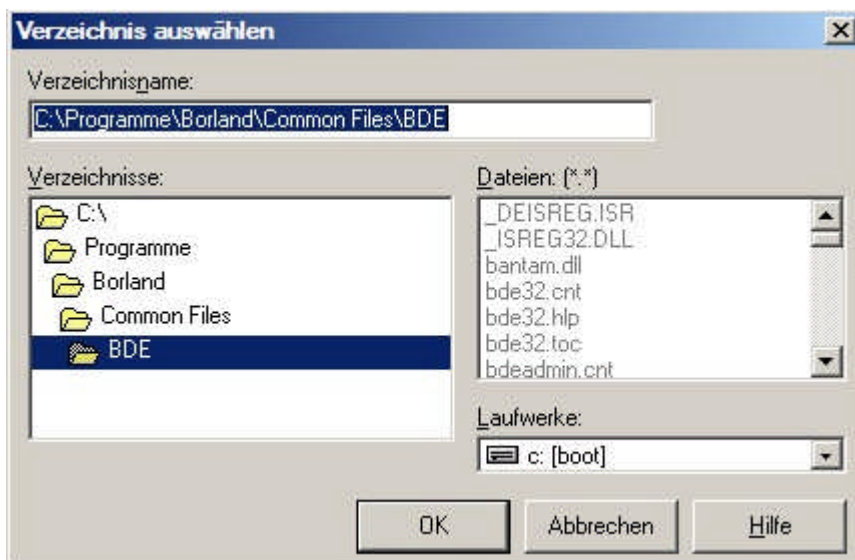 Verzeichnis auswählen
Verzeichnisname:
C:\Programme\Borland\Common Files\BDE
Verzeichnisse:
C:\
Programme
Borland
Common Files
BDE
Dateien: (*.*)
_DEISREG.ISR
_ISREG32.DLL
bantam.dll
bde32.cnt
bde32.hlp
bde32.toc
bdeadmin.cnt
Laufwerke:
c: [boot]
OK
Abbrechen
Hilfe